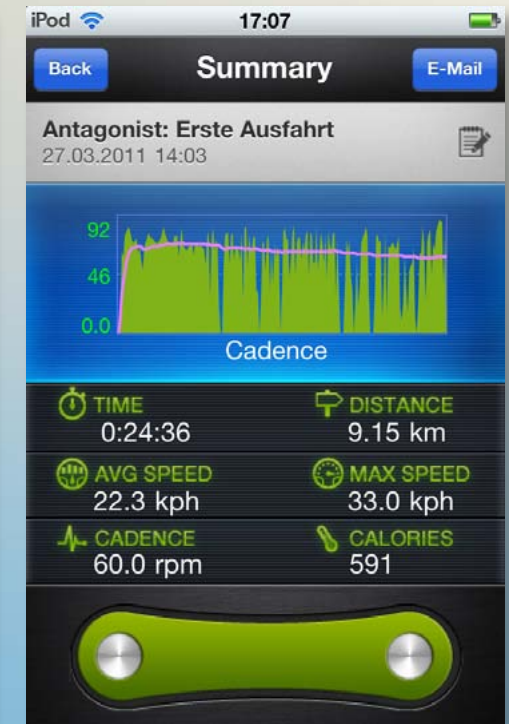 iPod 17:07
Back Summary E-Mail
Antagonist: Erste Ausfahrt
27.03.2011 14:03
92
46
0.0
Cadence
TIME DISTANCE
0:24:36 9.15 km
AVG SPEED MAX SPEED
22.3 kph 33.0 kph
CADENCE CALORIES
60.0 rpm 591